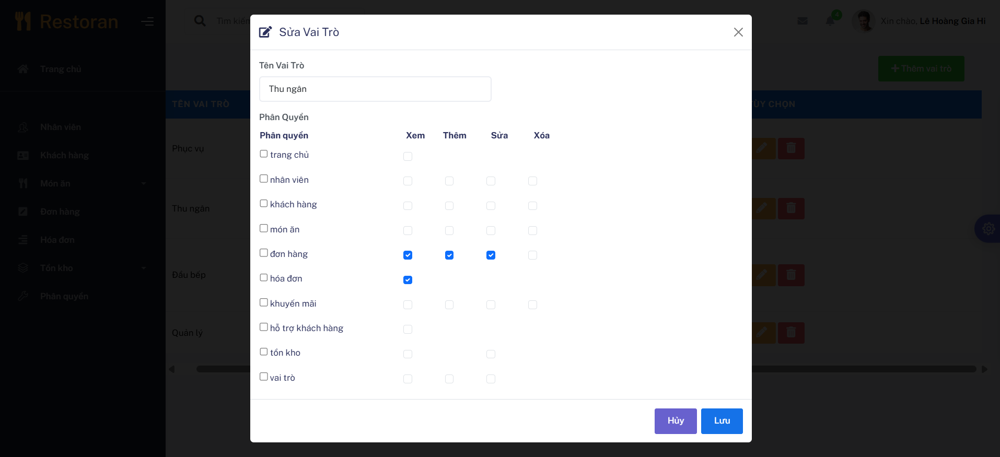 Restoran
Tìm kiếm
4
Xin chào, Lê Hoàng Gia Hi
Trang chủ
Nhân viên
Khách hàng
Món ăn
Đơn hàng
Hóa đơn
Tồn kho
Phân quyền
Thêm vai trò
TÊN VAI TRÒ
ÙY CHỌN
Phục vụ
Thu ngân
Đầu bếp
Quản lý
Sửa Vai Trò
Tên Vai Trò
Thu ngân
Phân Quyền
Phân quyền Xem Thêm Sửa Xóa
trang chủ
nhân viên
khách hàng
món ăn
đơn hàng
hóa đơn
khuyến mãi
hỗ trợ khách hàng
tồn kho
vai trò
Hủy Lưu